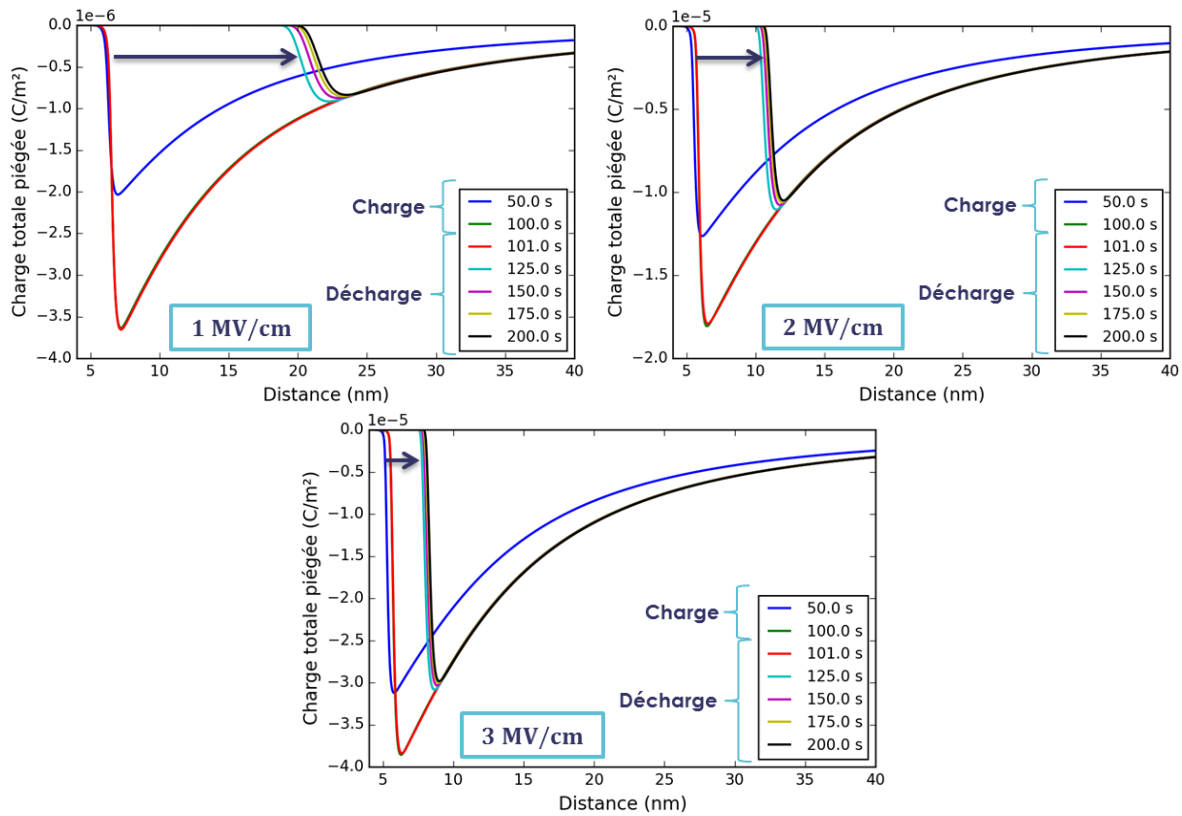 1e−6
0.0
−0.5
−1.0
−1.5
−2.0
−2.5
−3.0
−3.5
−4.0
Charge totale piégée (C/m²)
5 10 15 20 25 30 35 40
Distance (nm)
1 MV/cm
Charge
Décharge
50.0 s
100.0 s
101.0 s
125.0 s
150.0 s
175.0 s
200.0 s
1e−5
0.0
−0.5
−1.0
−1.5
−2.0
Charge totale piégée (C/m²)
5 10 15 20 25 30 35 40
Distance (nm)
2 MV/cm
Charge
Décharge
50.0 s
100.0 s
101.0 s
125.0 s
150.0 s
175.0 s
200.0 s
1e−5
0.0
−0.5
−1.0
−1.5
−2.0
−2.5
−3.0
−3.5
−4.0
Charge totale piégée (C/m²)
5 10 15 20 25 30 35 40
Distance (nm)
3 MV/cm
Charge
Décharge
50.0 s
100.0 s
101.0 s
125.0 s
150.0 s
175.0 s
200.0 s